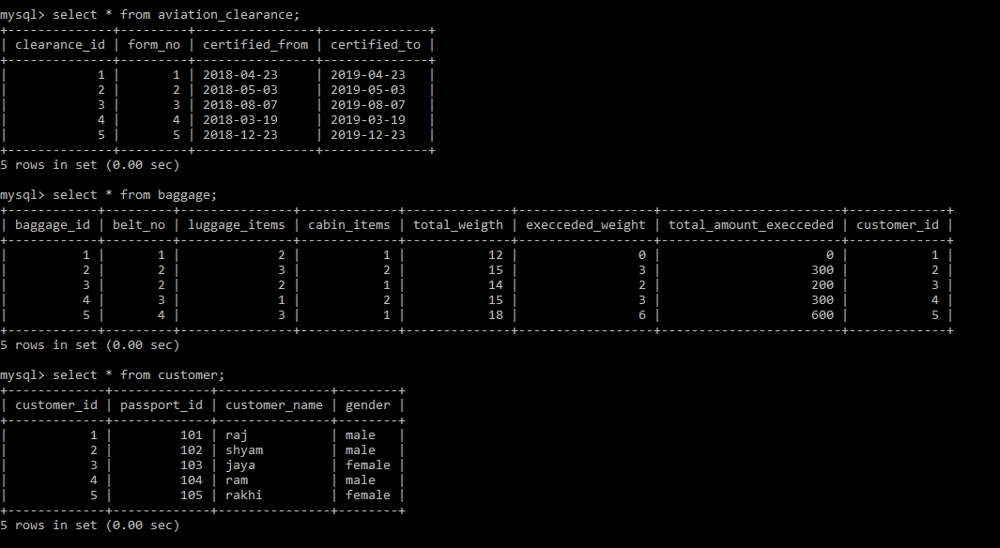 mysql> select * from aviation_clearance;
+--------------+---------+----------------+--------------+
| clearance_id | form_no | certified_from | certified_to |
+--------------+---------+----------------+--------------+
|            1 |       1 | 2018-04-23     | 2019-04-23   |
|            2 |       2 | 2018-05-03     | 2019-05-03   |
|            3 |       3 | 2018-08-07     | 2019-08-07   |
|            4 |       4 | 2018-03-19     | 2019-03-19   |
|            5 |       5 | 2018-12-23     | 2019-12-23   |
+--------------+---------+----------------+--------------+
5 rows in set (0.00 sec)

mysql> select * from baggage;
+------------+---------+---------------+-------------+--------------+------------------+------------------------+-------------+
| baggage_id | belt_no | luggage_items | cabin_items | total_weigth | execceded_weight | total_amount_execceded | customer_id |
+------------+---------+---------------+-------------+--------------+------------------+------------------------+-------------+
|          1 |       1 |             2 |           1 |           12 |                0 |                      0 |           1 |
|          2 |       2 |             3 |           2 |           15 |                3 |                    300 |           2 |
|          3 |       2 |             2 |           1 |           14 |                2 |                    200 |           3 |
|          4 |       3 |             1 |           2 |           15 |                3 |                    300 |           4 |
|          5 |       4 |             3 |           1 |           18 |                6 |                    600 |           5 |
+------------+---------+---------------+-------------+--------------+------------------+------------------------+-------------+
5 rows in set (0.00 sec)

mysql> select * from customer;
+-------------+-------------+---------------+--------+
| customer_id | passport_id | customer_name | gender |
+-------------+-------------+---------------+--------+
|           1 |         101 | raj           | male   |
|           2 |         102 | shyam         | male   |
|           3 |         103 | jaya          | female |
|           4 |         104 | ram           | male   |
|           5 |         105 | rakhi         | female |
+-------------+-------------+---------------+--------+
5 rows in set (0.00 sec)